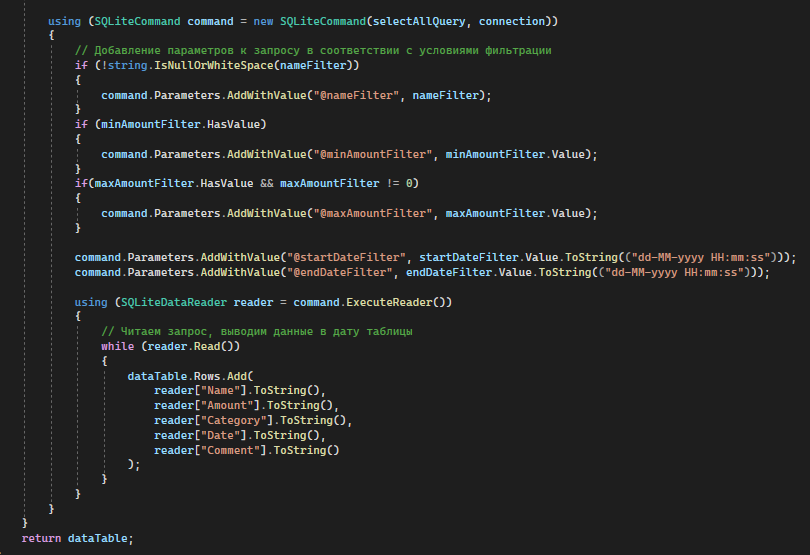 using (SQLiteCommand command = new SQLiteCommand(selectAllQuery, connection))
{
// Добавление параметров к запросу в соответствии с условиями фильтрации
if (!string.IsNullOrWhiteSpace(nameFilter))
{
command.Parameters.AddWithValue("@nameFilter", nameFilter);
}
if (minAmountFilter.HasValue)
{
command.Parameters.AddWithValue("@minAmountFilter", minAmountFilter.Value);
}
if(maxAmountFilter.HasValue && maxAmountFilter != 0)
{
command.Parameters.AddWithValue("@maxAmountFilter", maxAmountFilter.Value);
}
command.Parameters.AddWithValue("@startDateFilter", startDateFilter.Value.ToString(("dd-MM-yyyy HH:mm:ss")));
command.Parameters.AddWithValue("@endDateFilter", endDateFilter.Value.ToString(("dd-MM-yyyy HH:mm:ss")));
using (SQLiteDataReader reader = command.ExecuteReader())
{
// Читаем запрос, выводим данные в дату таблицы
while (reader.Read())
{
dataTable.Rows.Add(
reader["Name"].ToString(),
reader["Amount"].ToString(),
reader["Category"].ToString(),
reader["Date"].ToString(),
reader["Comment"].ToString()
);
}
}
}
}
return dataTable;